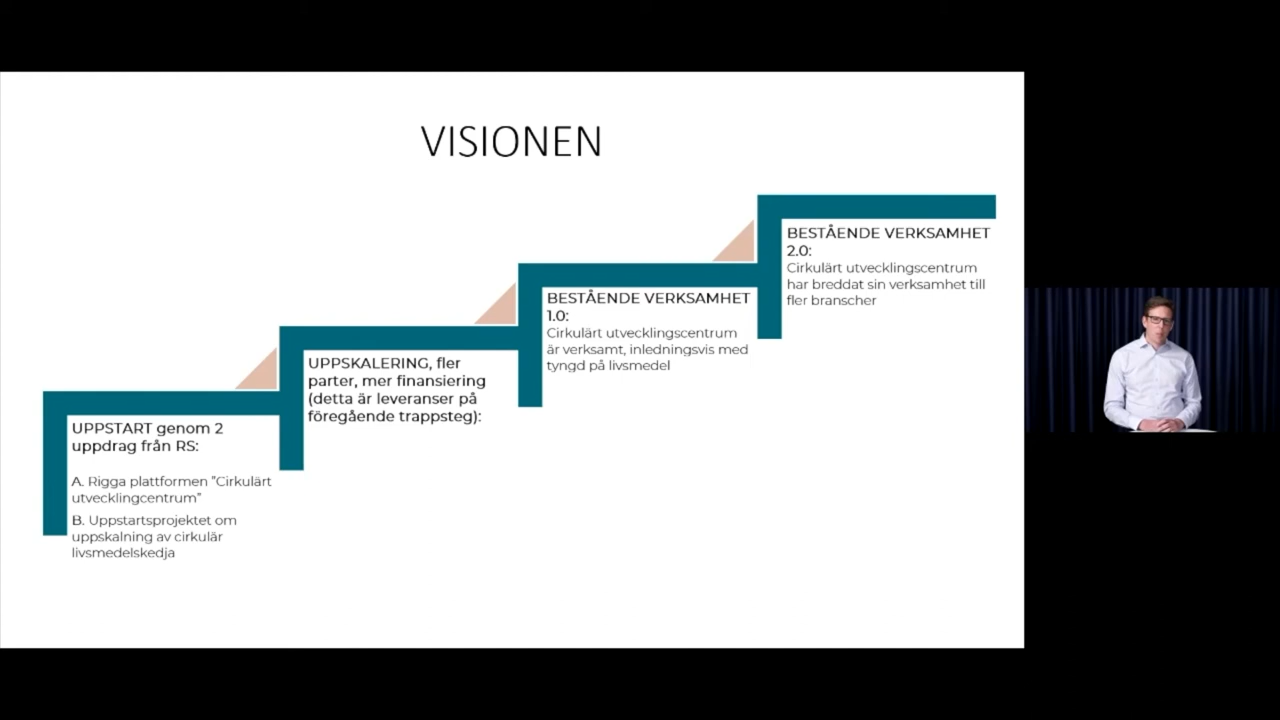 VISIONEN
UPPSTART genom 2
uppdrag från RS:
A. Rigga plattformen ”Cirkulärt
utvecklingcentrum”
B. Uppstartsprojektet om
uppskalning av cirkulär
livsmedelskedja
UPPSKALERING, fler
parter, mer finansiering
(detta är leveranser på
föregående trappsteg):
BESTÅENDE VERKSAMHET
1.0:
Cirkulärt utvecklingscentrum
är verksamt, inledningsvis med
tyngd på livsmedel
BESTÅENDE VERKSAMHET
2.0:
Cirkulärt utvecklingscentrum
har breddat sin verksamhet till
fler branscher